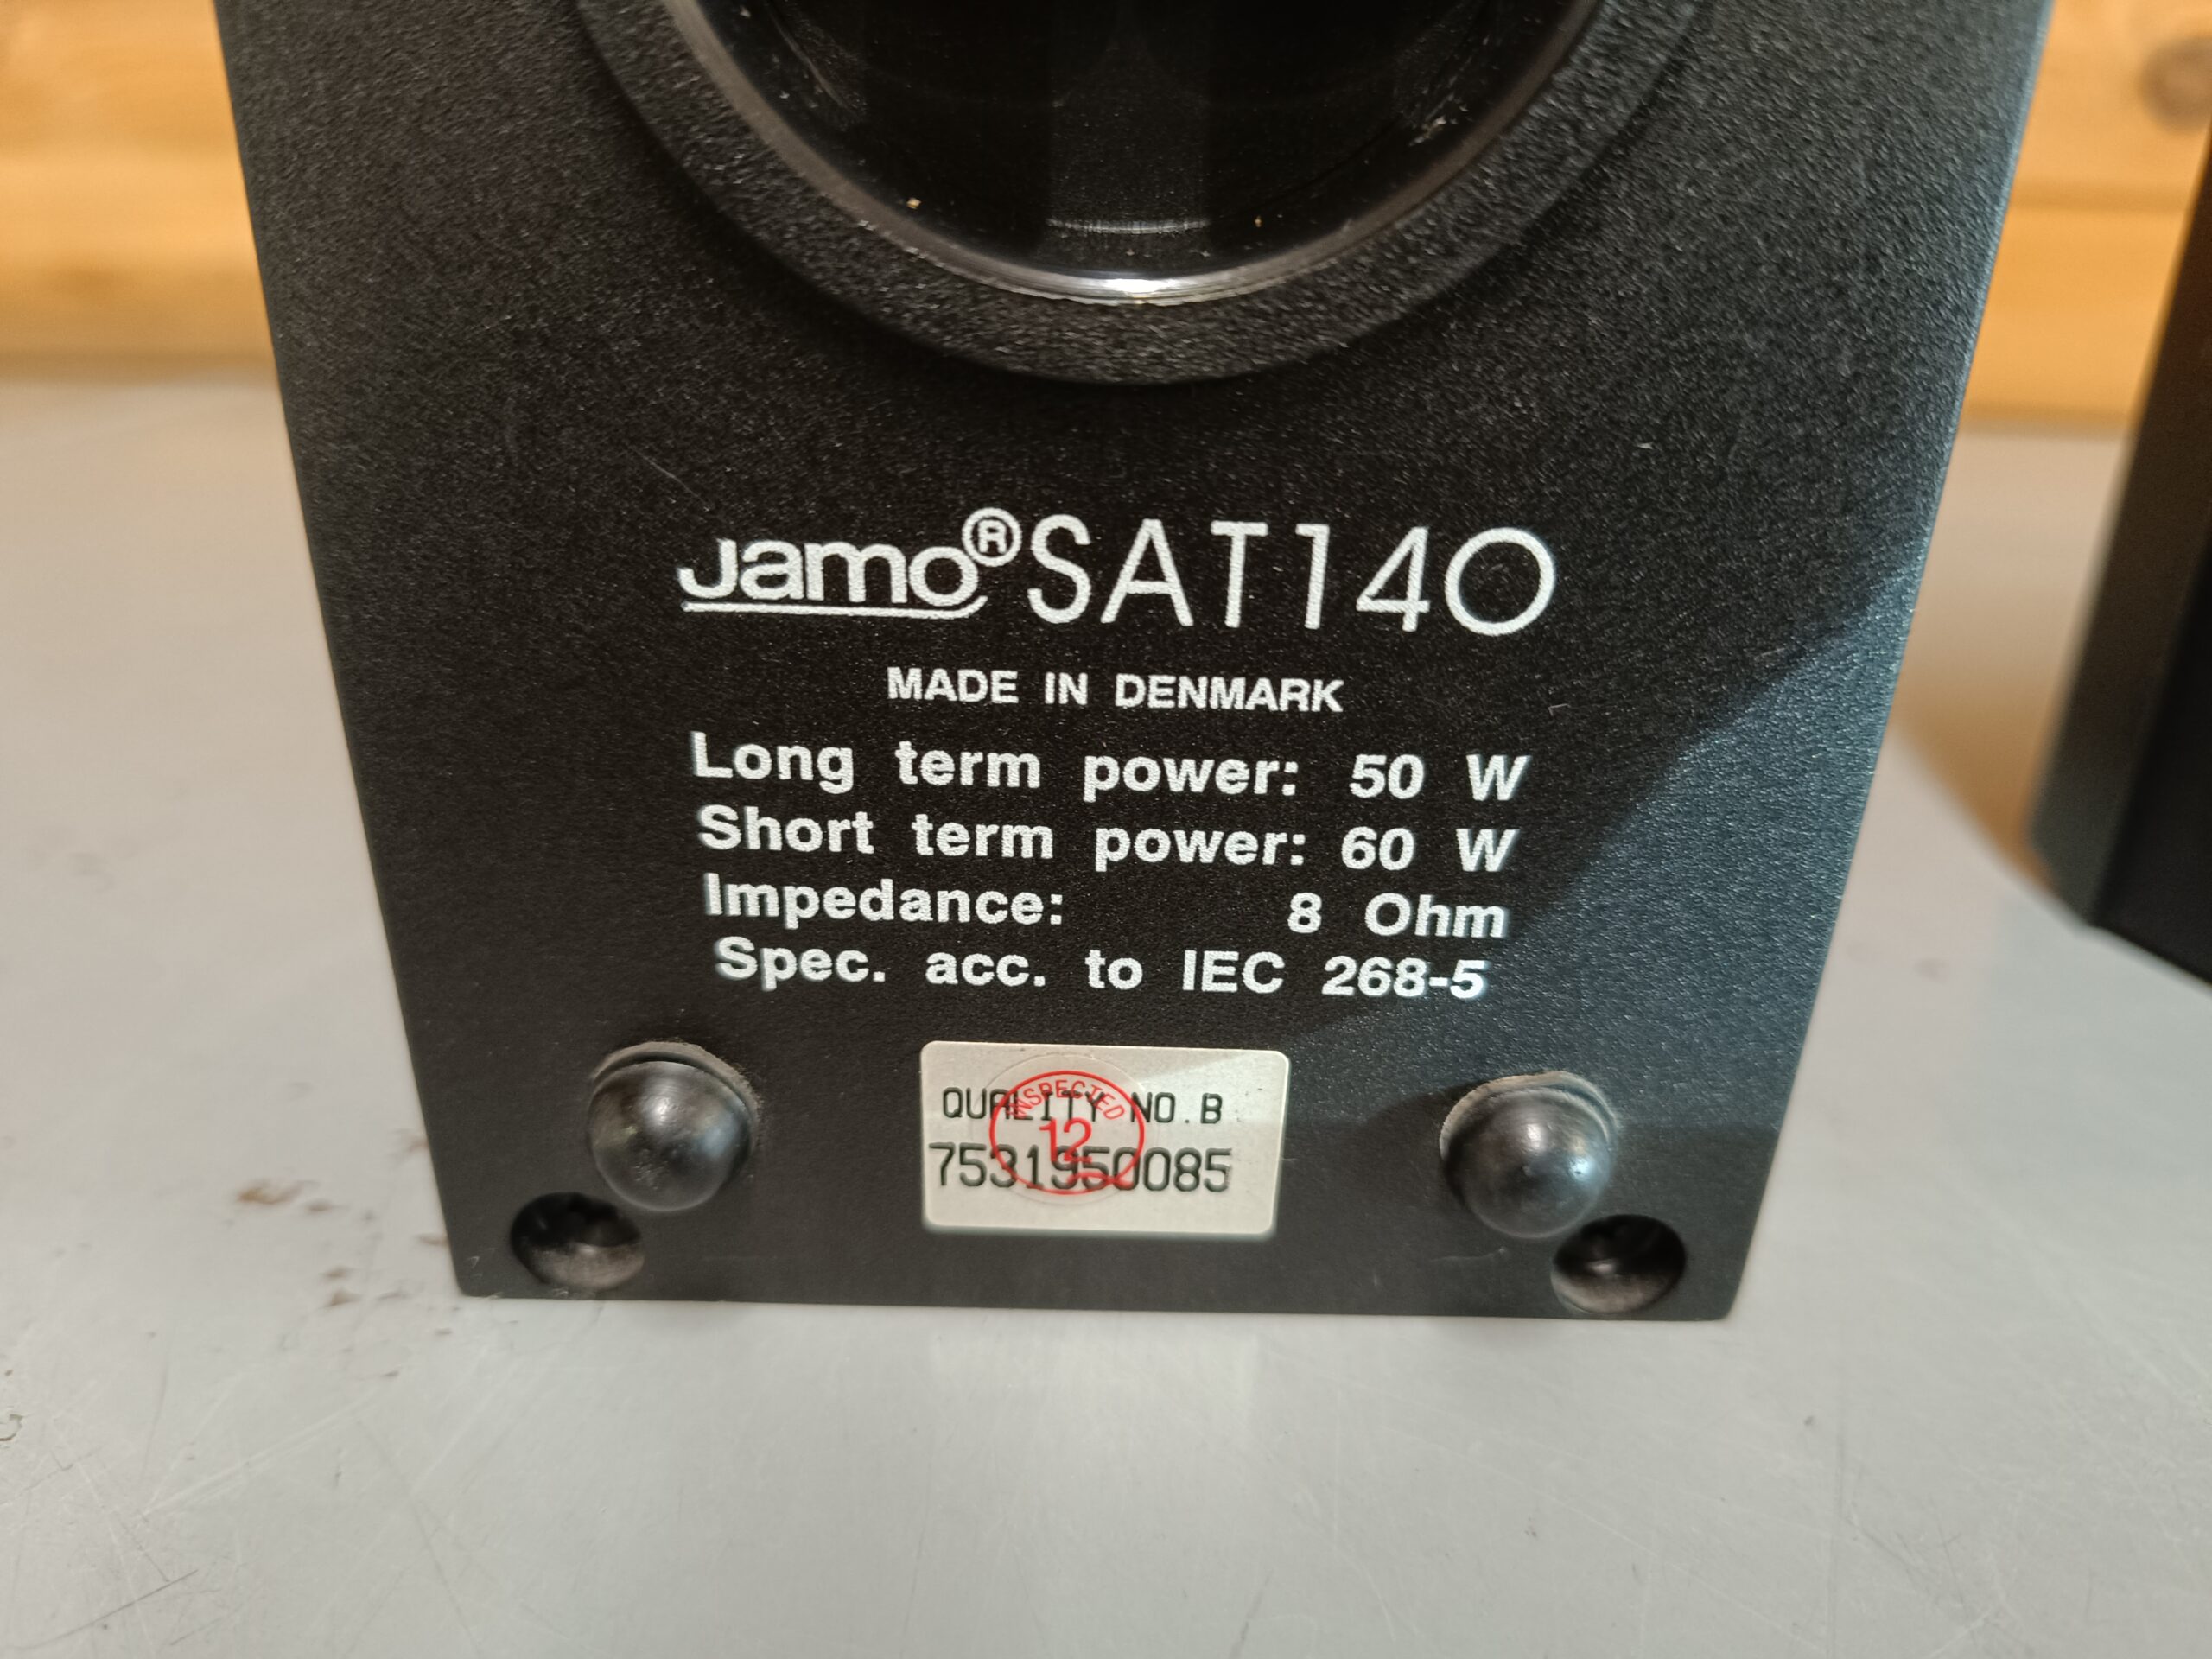 Jamo® SAT140
MADE IN DENMARK
Long term power: 50 W
Short term power: 60 W
Impedance: 8 Ohm
Spec. acc. to IEC 268-5
QUALITY NO.B
7531950085
INSPECTED
12